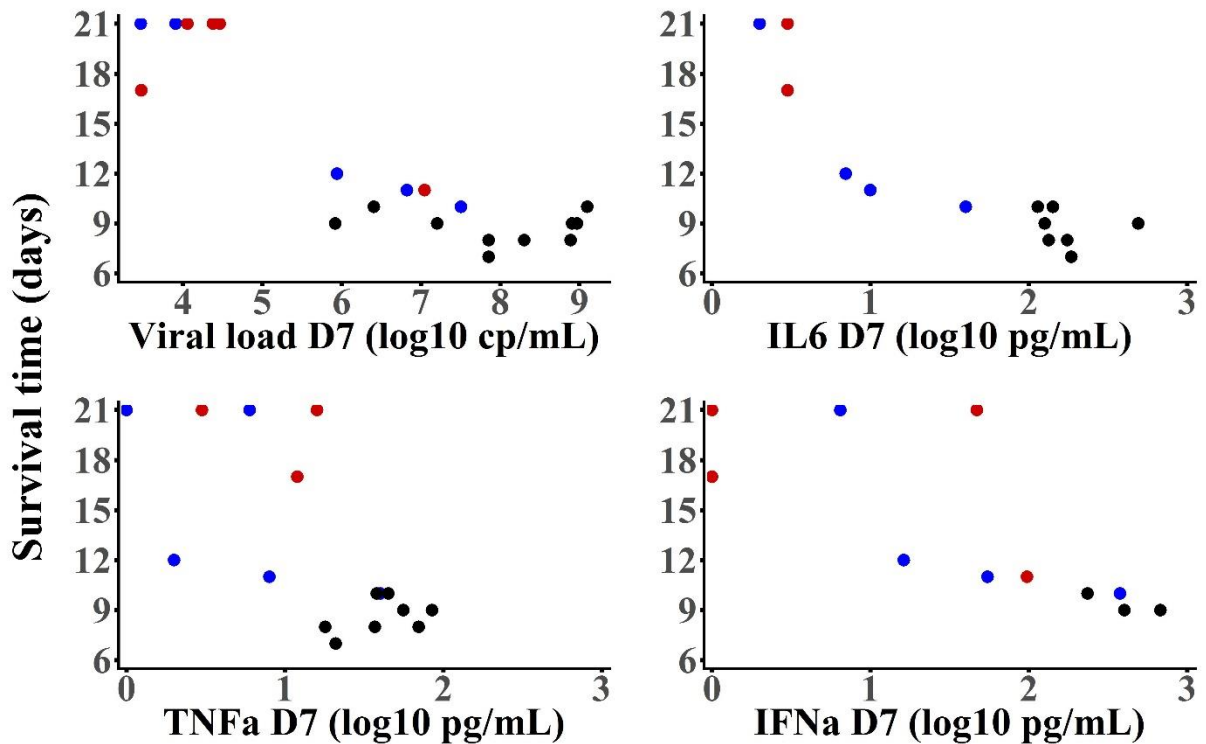 Survival time (days)
21
18
15
12
9
6
4 5 6 7 8 9
Viral load D7 (log10 cp/mL)
21
18
15
12
9
6
0 1 2 3
IL6 D7 (log10 pg/mL)
21
18
15
12
9
6
0 1 2 3
TNFa D7 (log10 pg/mL)
21
18
15
12
9
6
0 1 2 3
IFNa D7 (log10 pg/mL)